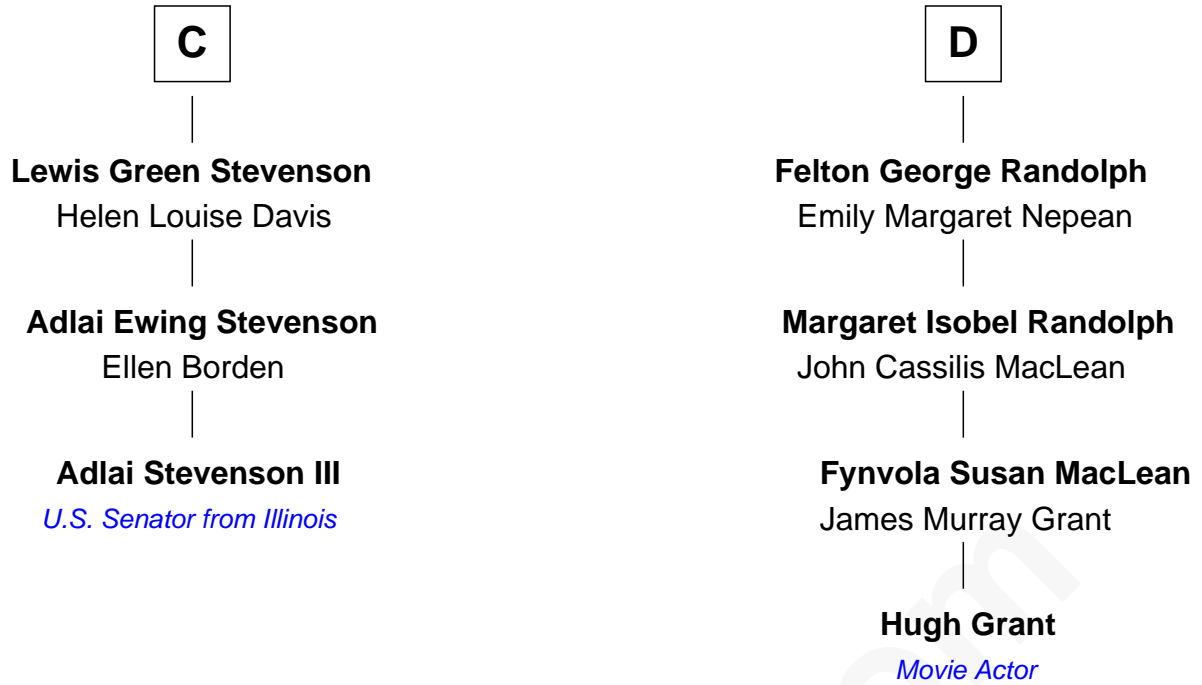 C
Lewis Green Stevenson
Helen Louise Davis
Adlai Ewing Stevenson
Ellen Borden
Adlai Stevenson III
U.S. Senator from Illinois
D
Felton George Randolph
Emily Margaret Nepean
Margaret Isobel Randolph
John Cassilis MacLean
Fynvola Susan MacLean
James Murray Grant
Hugh Grant
Movie Actor